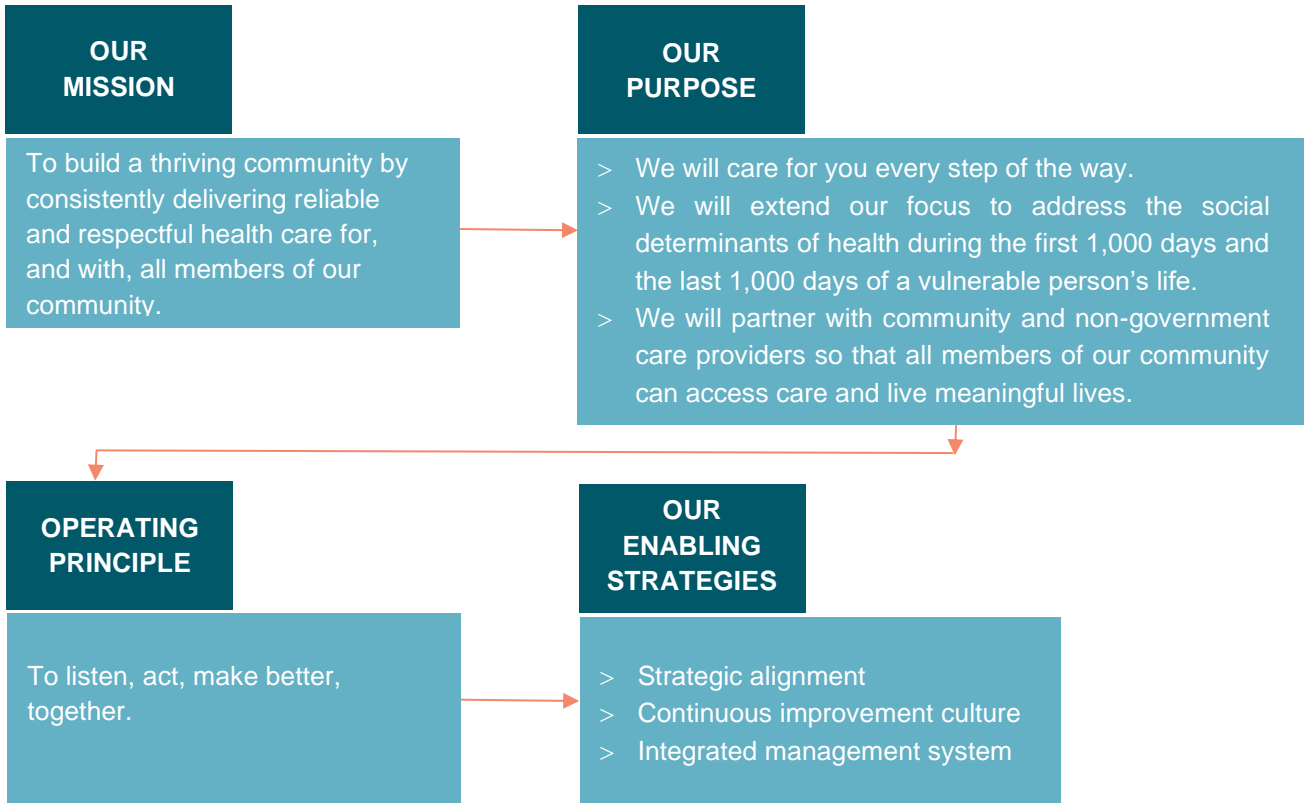 OUR
MISSION
To build a thriving community by
consistently delivering reliable
and respectful health care for,
and with, all members of our
community.
OUR
PURPOSE
> We will care for you every step of the way.
> We will extend our focus to address the social
determinants of health during the first 1,000 days and
the last 1,000 days of a vulnerable person’s life.
> We will partner with community and non-government
care providers so that all members of our community
can access care and live meaningful lives.
OPERATING
PRINCIPLE
To listen, act, make better,
together.
OUR
ENABLING
STRATEGIES
> Strategic alignment
> Continuous improvement culture
> Integrated management system